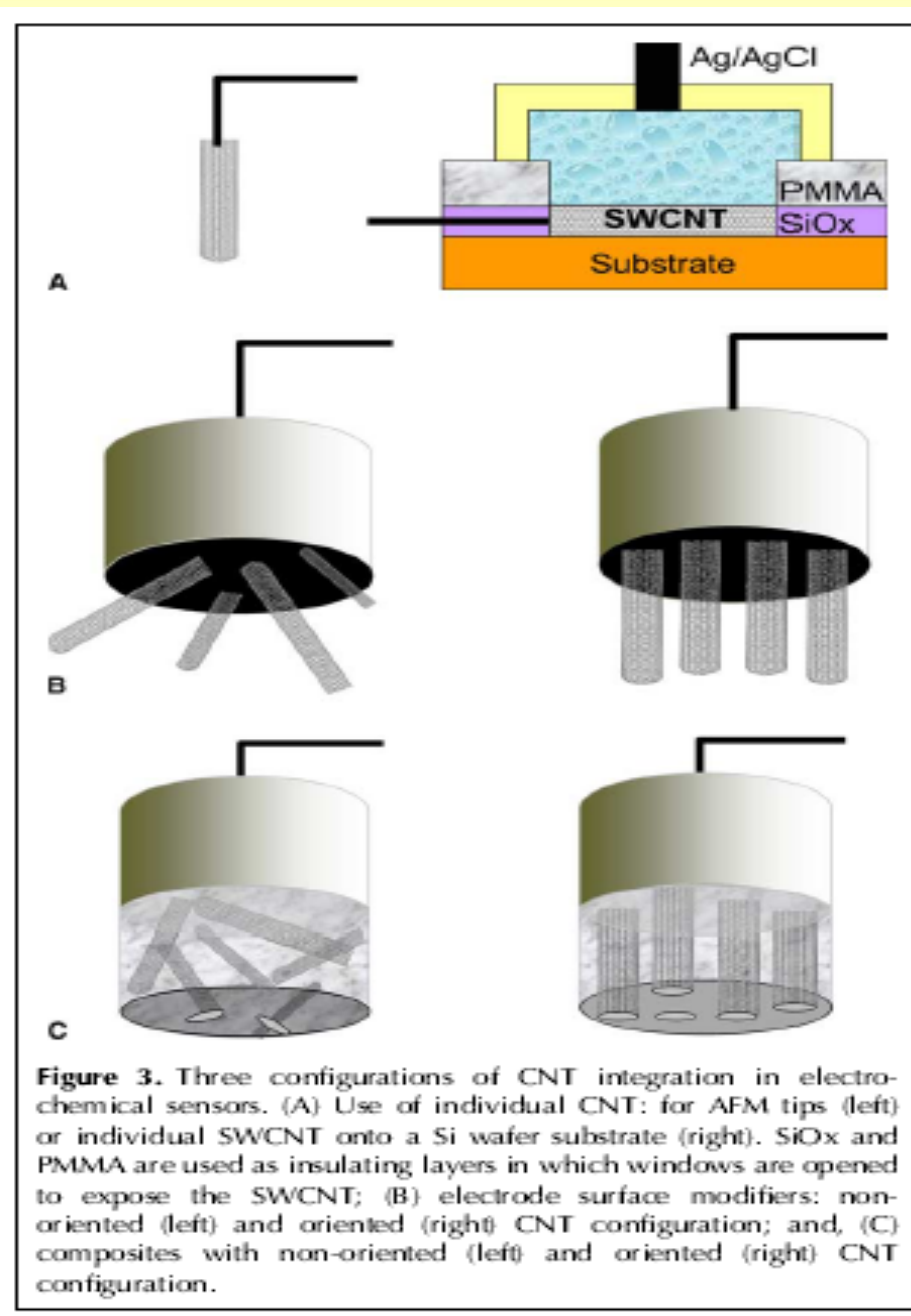 Ag/AgCl
PMMA
SWCNT
SiOx
Substrate
A
B
C
Figure 3. Three configurations of CNT integration in electro-
chemical sensors. (A) Use of individual CNT: for AFM tips (left)
or individual SWCNT onto a Si wafer substrate (right). SiOx and
PMMA are used as insulating layers in which windows are opened
to expose the SWCNT; (B) electrode surface modifiers: non-
oriented (left) and oriented (right) CNT configuration; and, (C)
composites with non-oriented (left) and oriented (right) CNT
configuration.